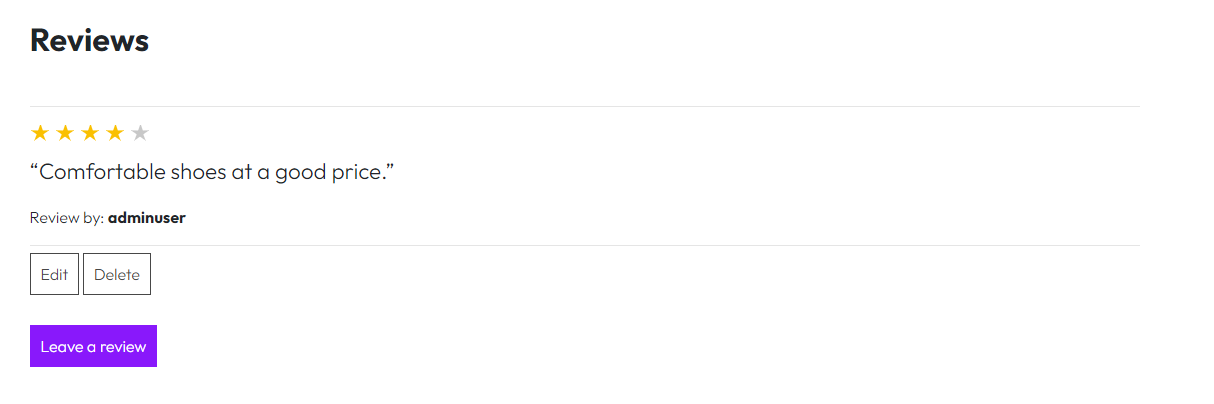 Reviews
“Comfortable shoes at a good price.”
Review by: adminuser
Edit Delete
Leave a review